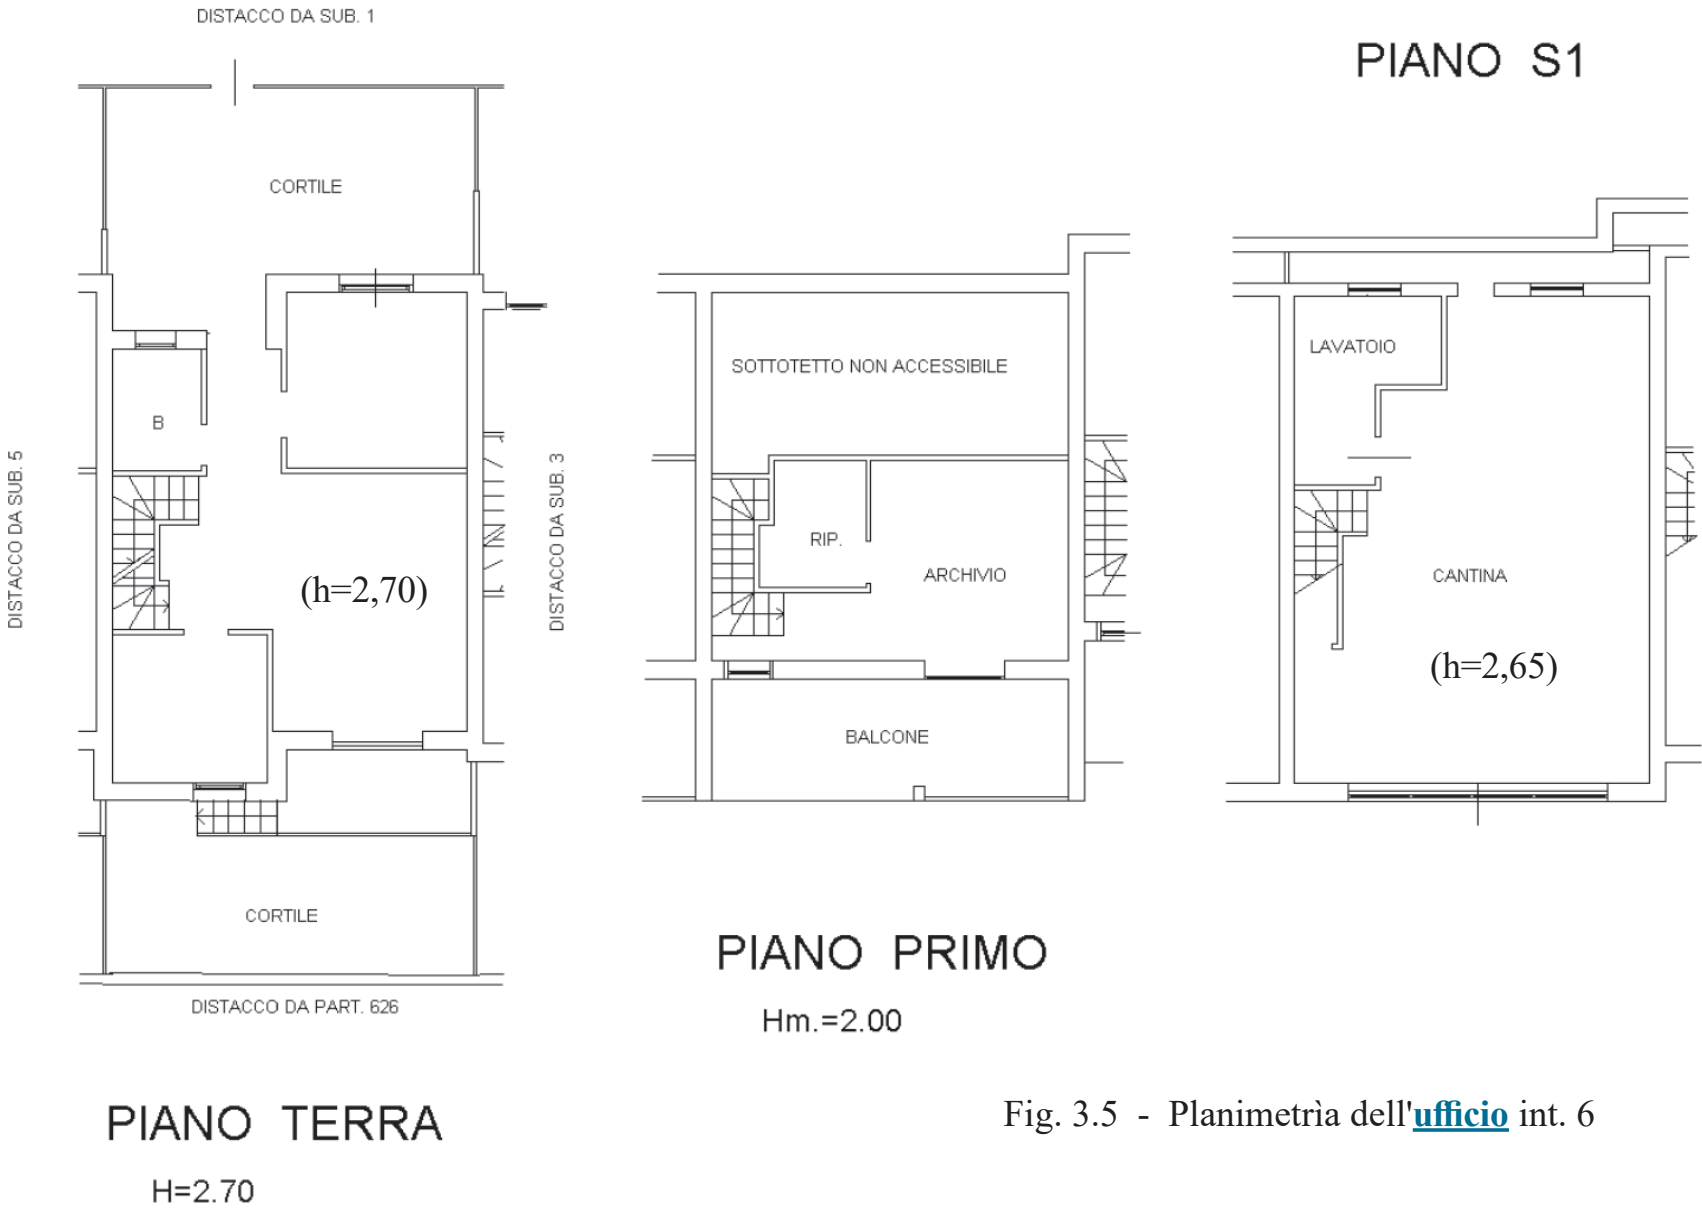 DISTACCO DA SUB. 1
PIANO S1
CORTILE
SOTTOTETTO NON ACCESSIBILE
LAVATOIO
B
DISTACCO DA SUB. 5
DISTACCO DA SUB. 3
(h=2,70)
RIP.
ARCHIVIO
CANTINA
(h=2,65)
BALCONE
CORTILE
DISTACCO DA PART. 626
PIANO PRIMO
Hm.=2.00
PIANO TERRA
H=2.70
Fig. 3.5 - Planimetrìa dell'ufficio int. 6